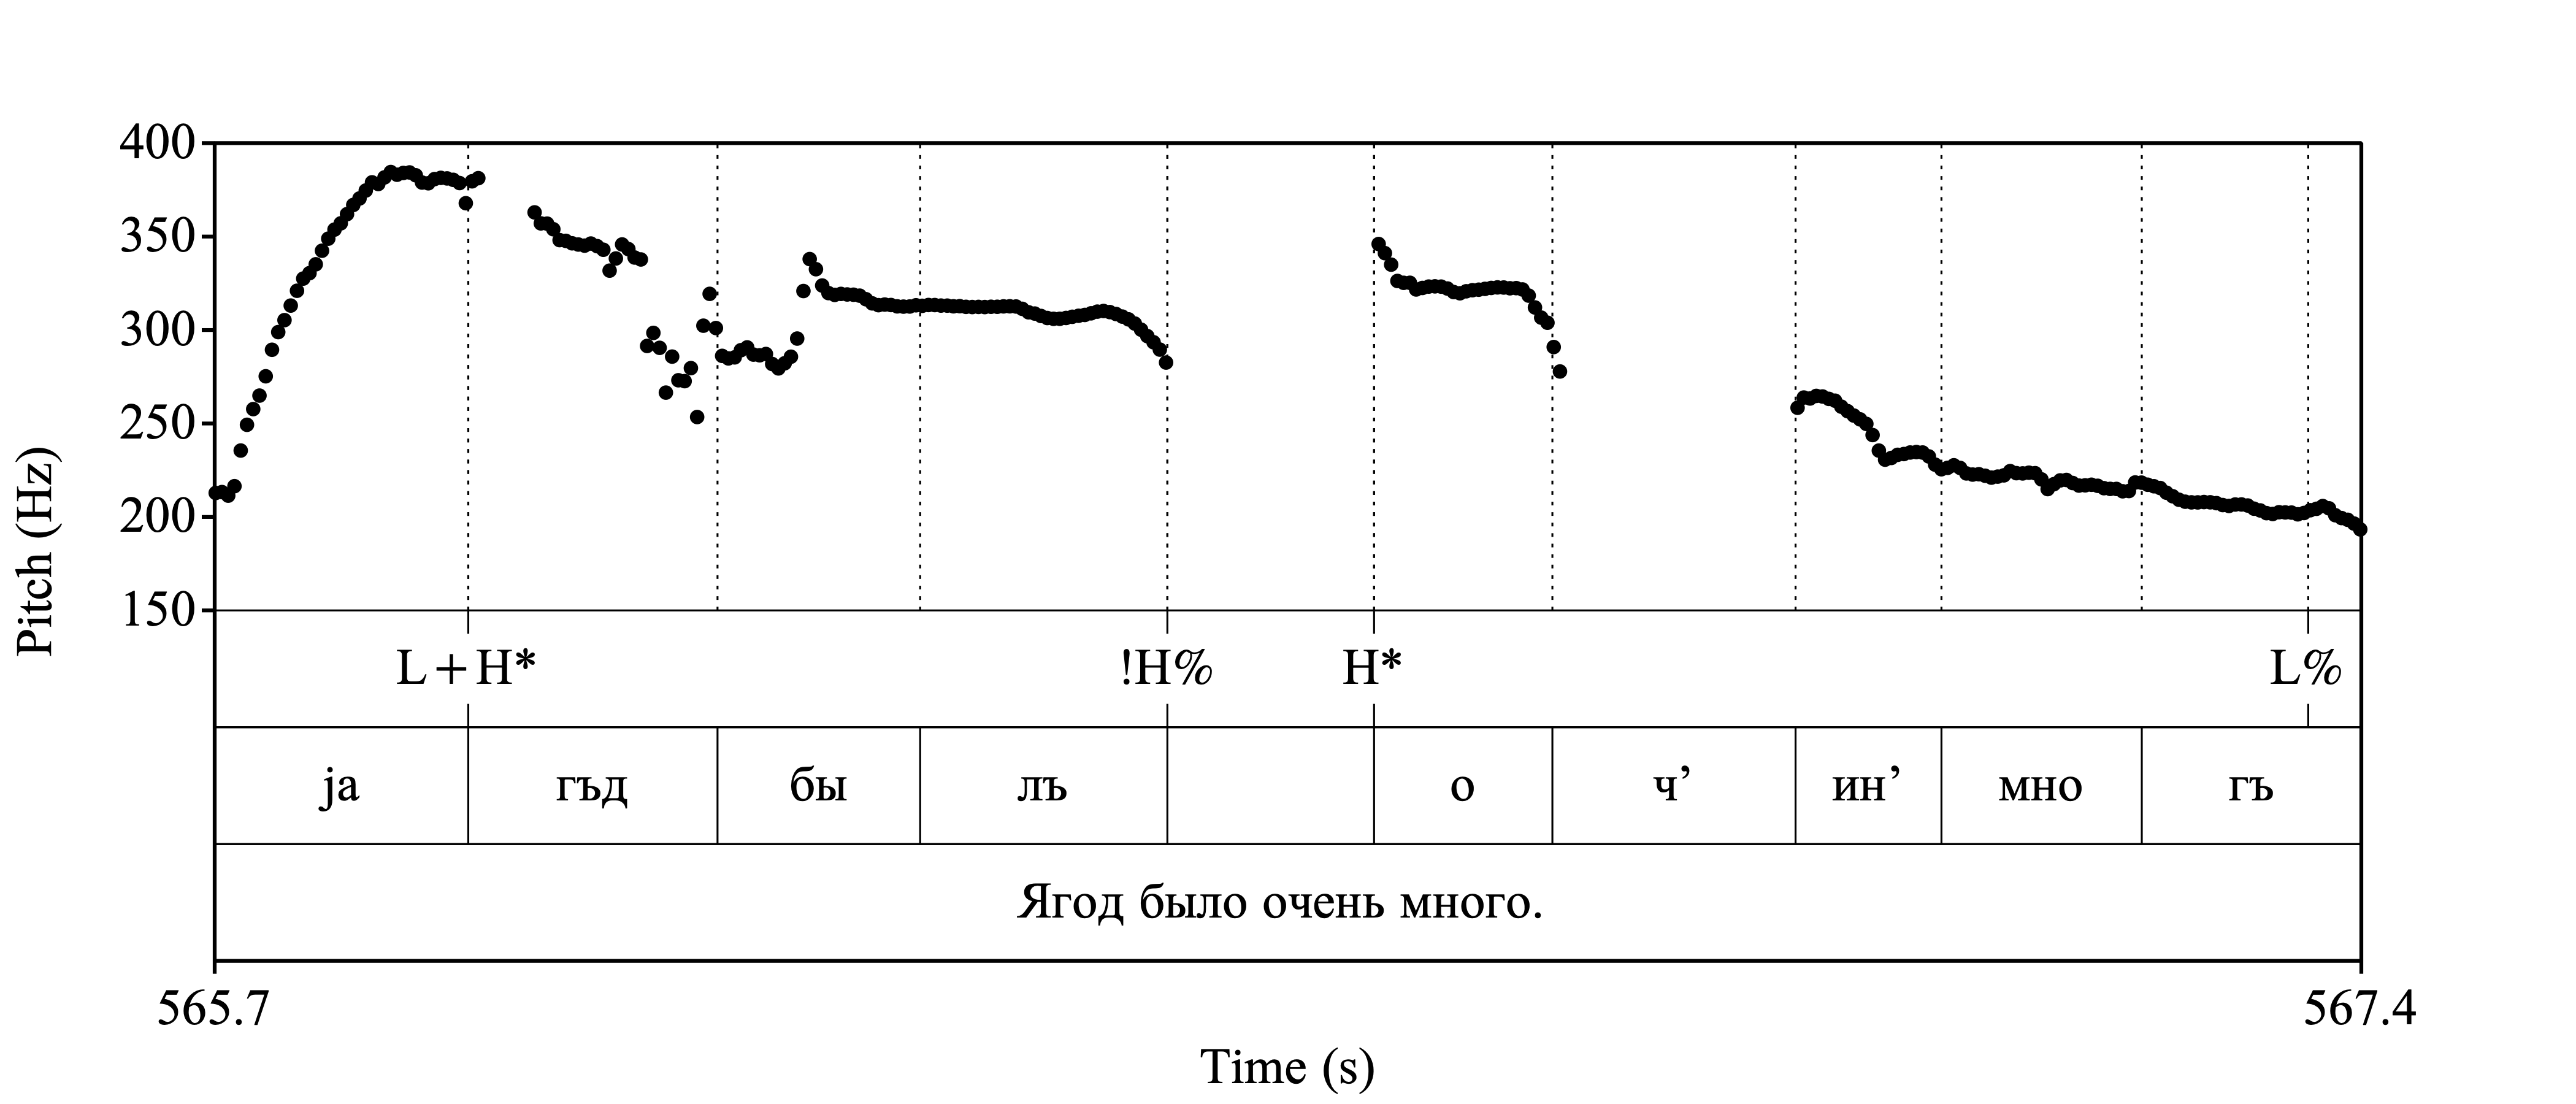 400
350
300
250
200
150
Pitch (Hz)
L+H* !H% H* L%
ја гъд бы лъ о ч’ ин’ мно гъ
Ягод было очень много.
565.7 567.4
Time (s)